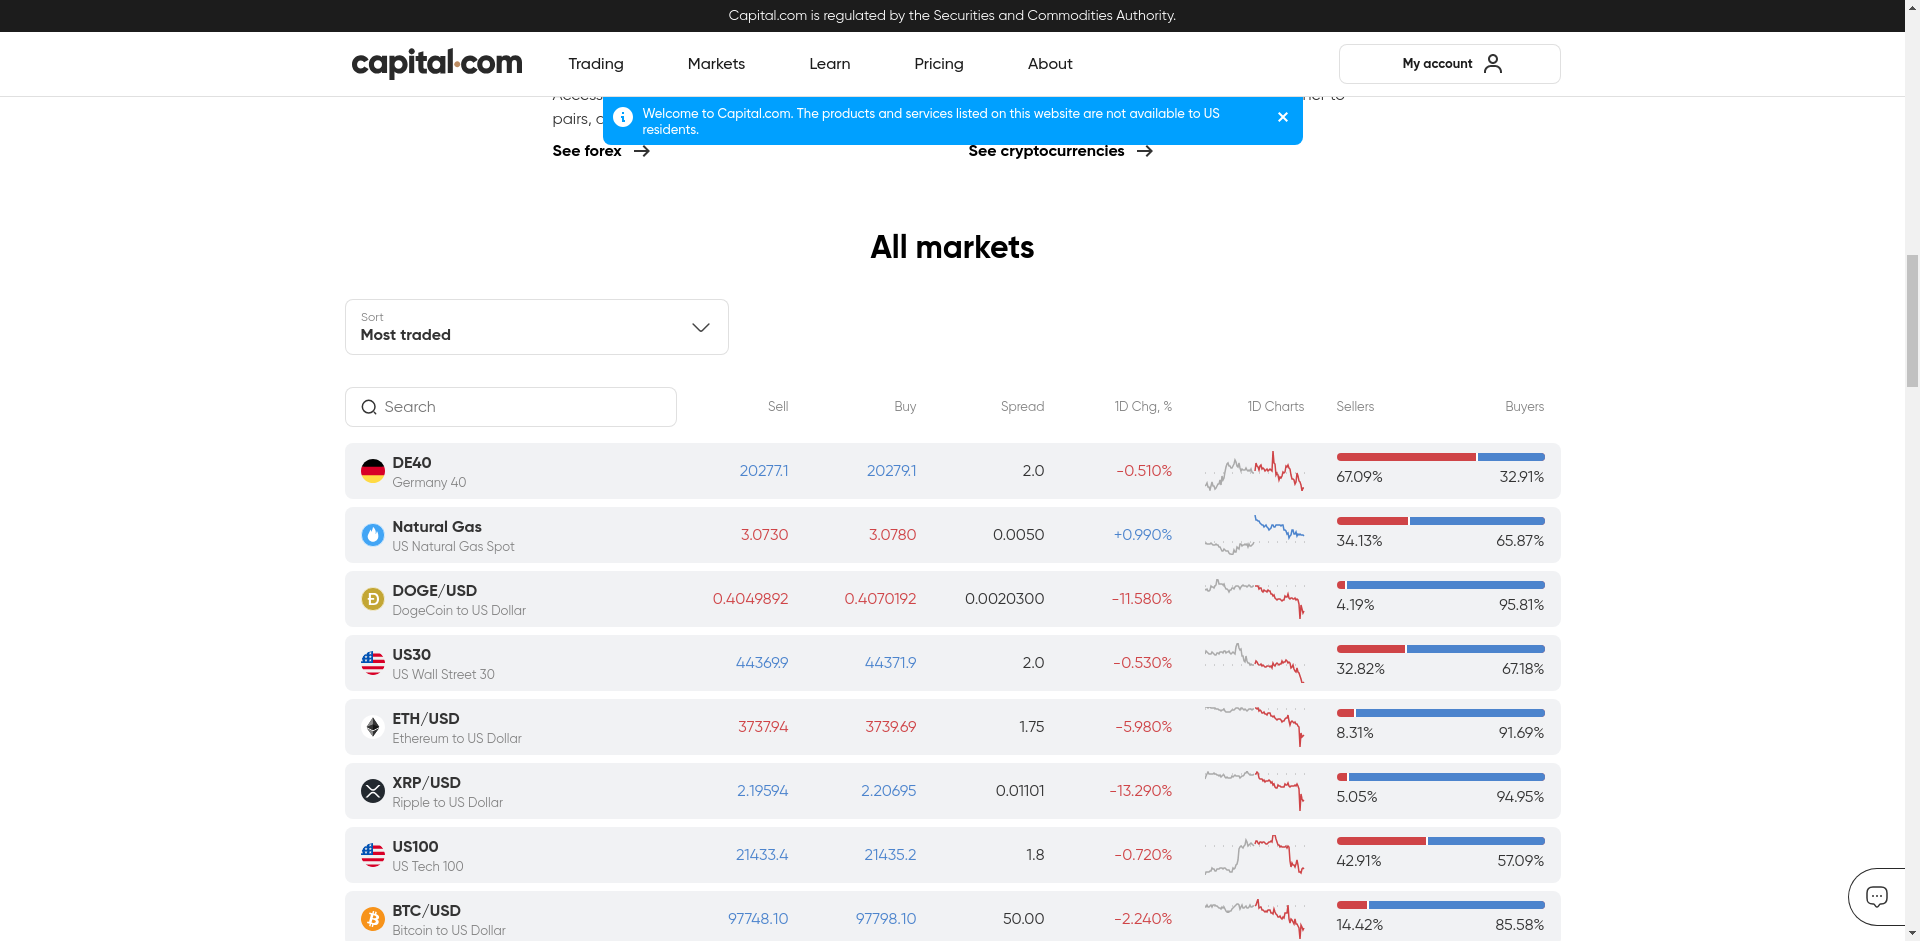 Capital.com is regulated by the Securities and Commodities Authority.
capital.com
Trading
Markets
Learn
Pricing
About
My account
Welcome to Capital.com. The products and services listed on this website are not available to US
residents.
pairs,
See forex
See cryptocurrencies
All markets
Sort
Most traded
Search Sell Buy Spread 1D Chg, % 1D Charts Sellers Buyers
DE40
Germany 40
20277.1 20279.1 2.0 -0.510% 67.09% 32.91%
Natural Gas
US Natural Gas Spot
3.0730 3.0780 0.0050 +0.990% 34.13% 65.87%
DOGE/USD
DogeCoin to US Dollar
0.4049892 0.4070192 0.0020300 -11.580% 4.19% 95.81%
US30
US Wall Street 30
44369.9 44371.9 2.0 -0.530% 32.82% 67.18%
ETH/USD
Ethereum to US Dollar
3737.94 3739.69 1.75 -5.980% 8.31% 91.69%
XRP/USD
Ripple to US Dollar
2.19594 2.20695 0.01101 -13.290% 5.05% 94.95%
US100
US Tech 100
21433.4 21435.2 1.8 -0.720% 42.91% 57.09%
BTC/USD
Bitcoin to US Dollar
97748.10 97798.10 50.00 -2.240% 14.42% 85.58%